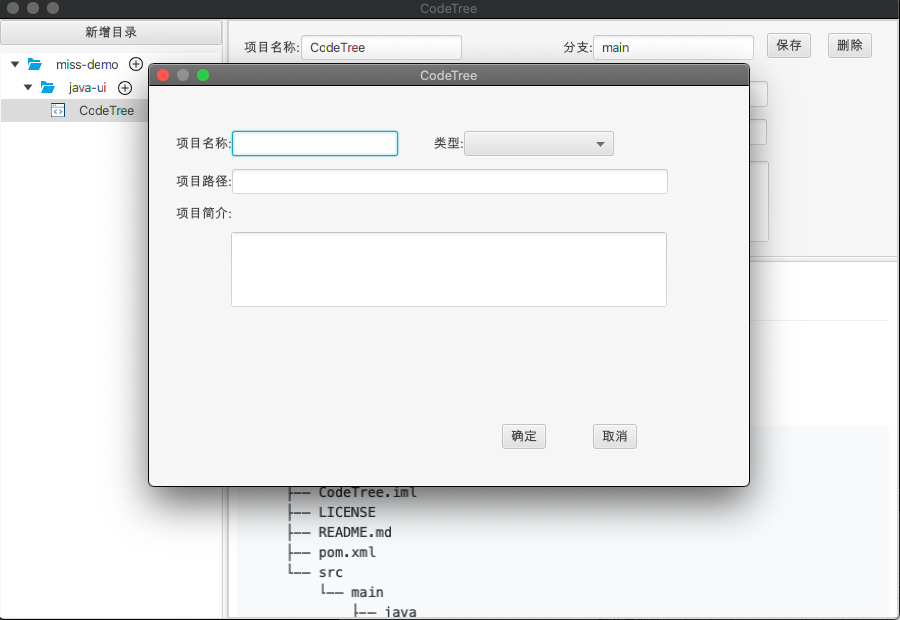 CodeTree
新增目录
项目名称: CodeTree 分支: main 保存 删除
miss-demo
java-ui
CodeTree
CodeTree
项目名称: 类型:
项目路径:
项目简介:
确定 取消
├── CodeTree.iml
├── LICENSE
├── README.md
├── pom.xml
└── src
└── main
├── java